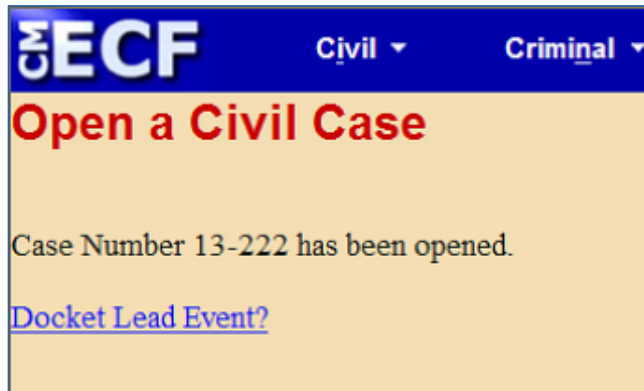 CM ECF Civil Criminal
Open a Civil Case
Case Number 13-222 has been opened.
Docket Lead Event?